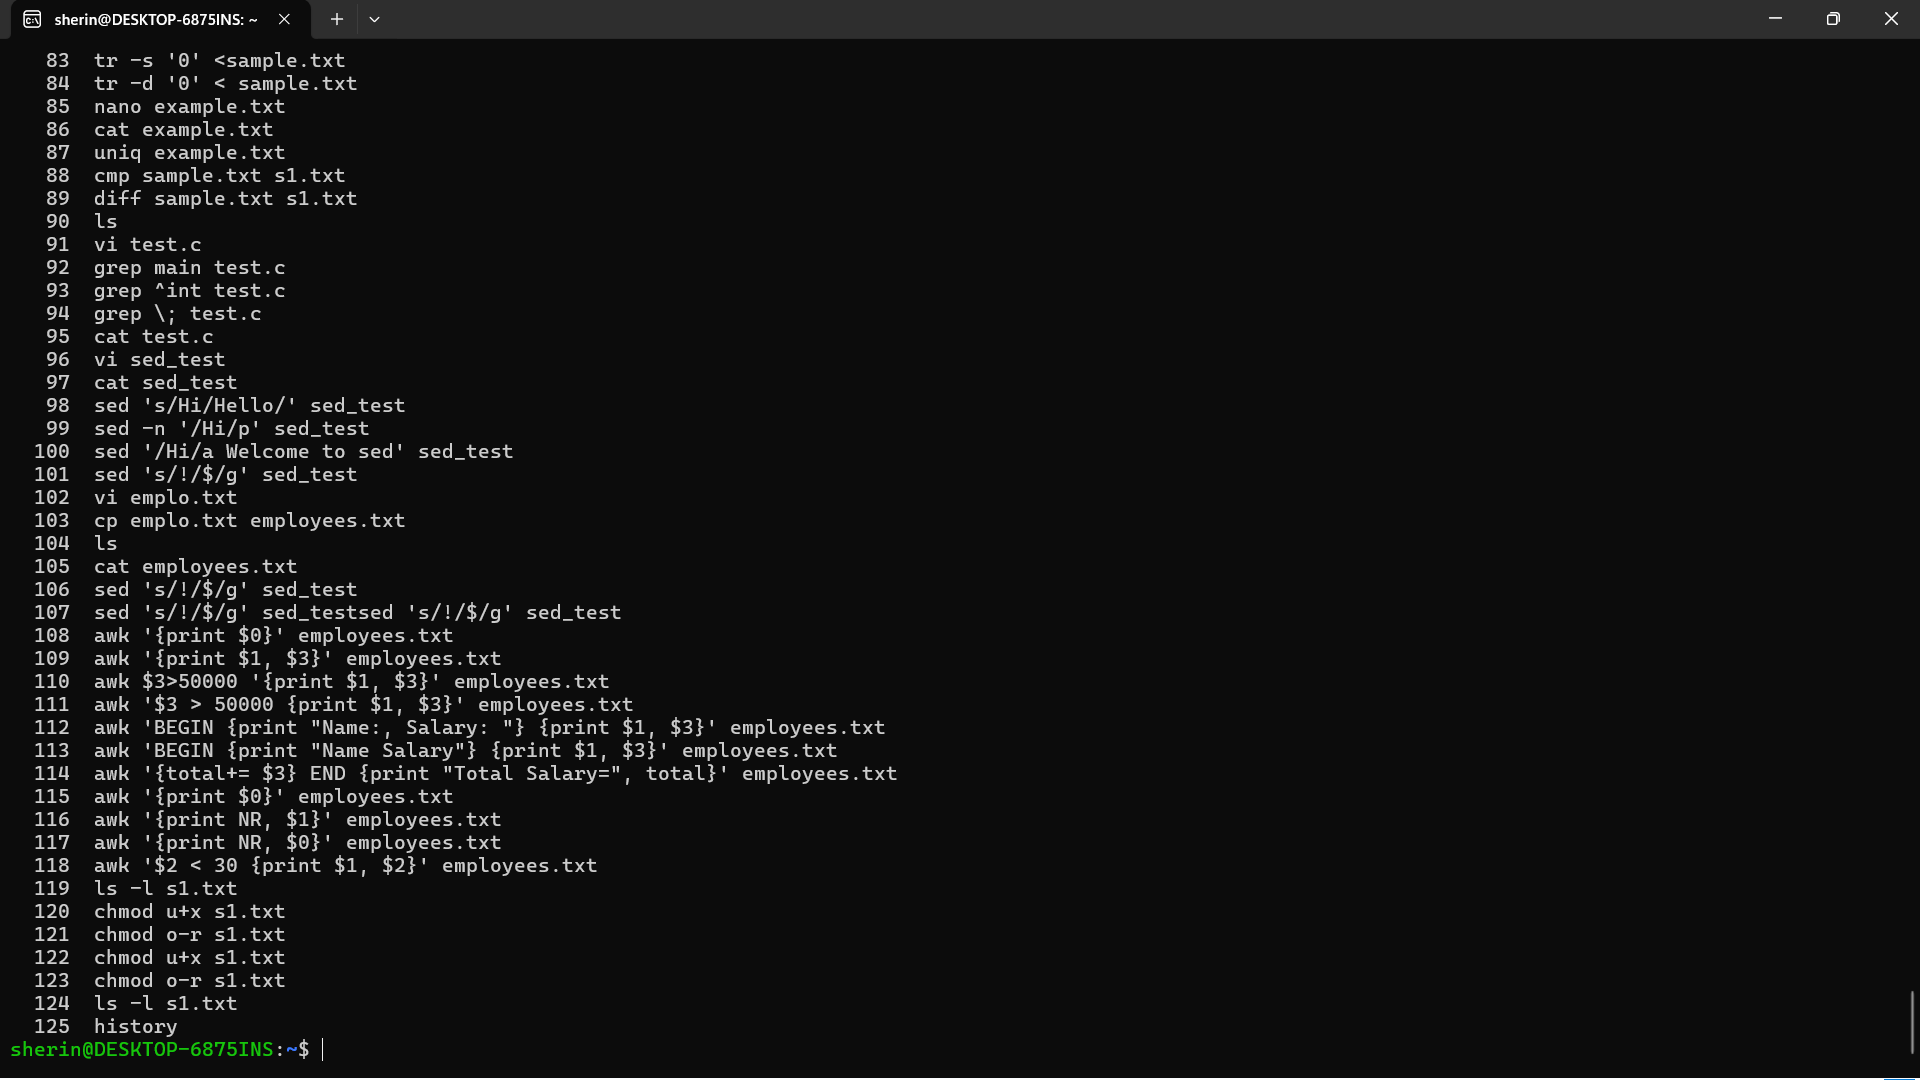 sherin@DESKTOP-6875INS: ~
83 tr -s '0' <sample.txt
84 tr -d '0' < sample.txt
85 nano example.txt
86 cat example.txt
87 uniq example.txt
88 cmp sample.txt s1.txt
89 diff sample.txt s1.txt
90 ls
91 vi test.c
92 grep main test.c
93 grep ^int test.c
94 grep \; test.c
95 cat test.c
96 vi sed_test
97 cat sed_test
98 sed 's/Hi/Hello/' sed_test
99 sed -n '/Hi/p' sed_test
100 sed '/Hi/a Welcome to sed' sed_test
101 sed 's/!/$/g' sed_test
102 vi emplo.txt
103 cp emplo.txt employees.txt
104 ls
105 cat employees.txt
106 sed 's/!/$/g' sed_test
107 sed 's/!/$/g' sed_testsed 's/!/$/g' sed_test
108 awk '{print $0}' employees.txt
109 awk '{print $1, $3}' employees.txt
110 awk $3>50000 '{print $1, $3}' employees.txt
111 awk '$3 > 50000 {print $1, $3}' employees.txt
112 awk 'BEGIN {print "Name:, Salary: "} {print $1, $3}' employees.txt
113 awk 'BEGIN {print "Name Salary"} {print $1, $3}' employees.txt
114 awk '{total+= $3} END {print "Total Salary=", total}' employees.txt
115 awk '{print $0}' employees.txt
116 awk '{print NR, $1}' employees.txt
117 awk '{print NR, $0}' employees.txt
118 awk '$2 < 30 {print $1, $2}' employees.txt
119 ls -l s1.txt
120 chmod u+x s1.txt
121 chmod o-r s1.txt
122 chmod u+x s1.txt
123 chmod o-r s1.txt
124 ls -l s1.txt
125 history
sherin@DESKTOP-6875INS:~$